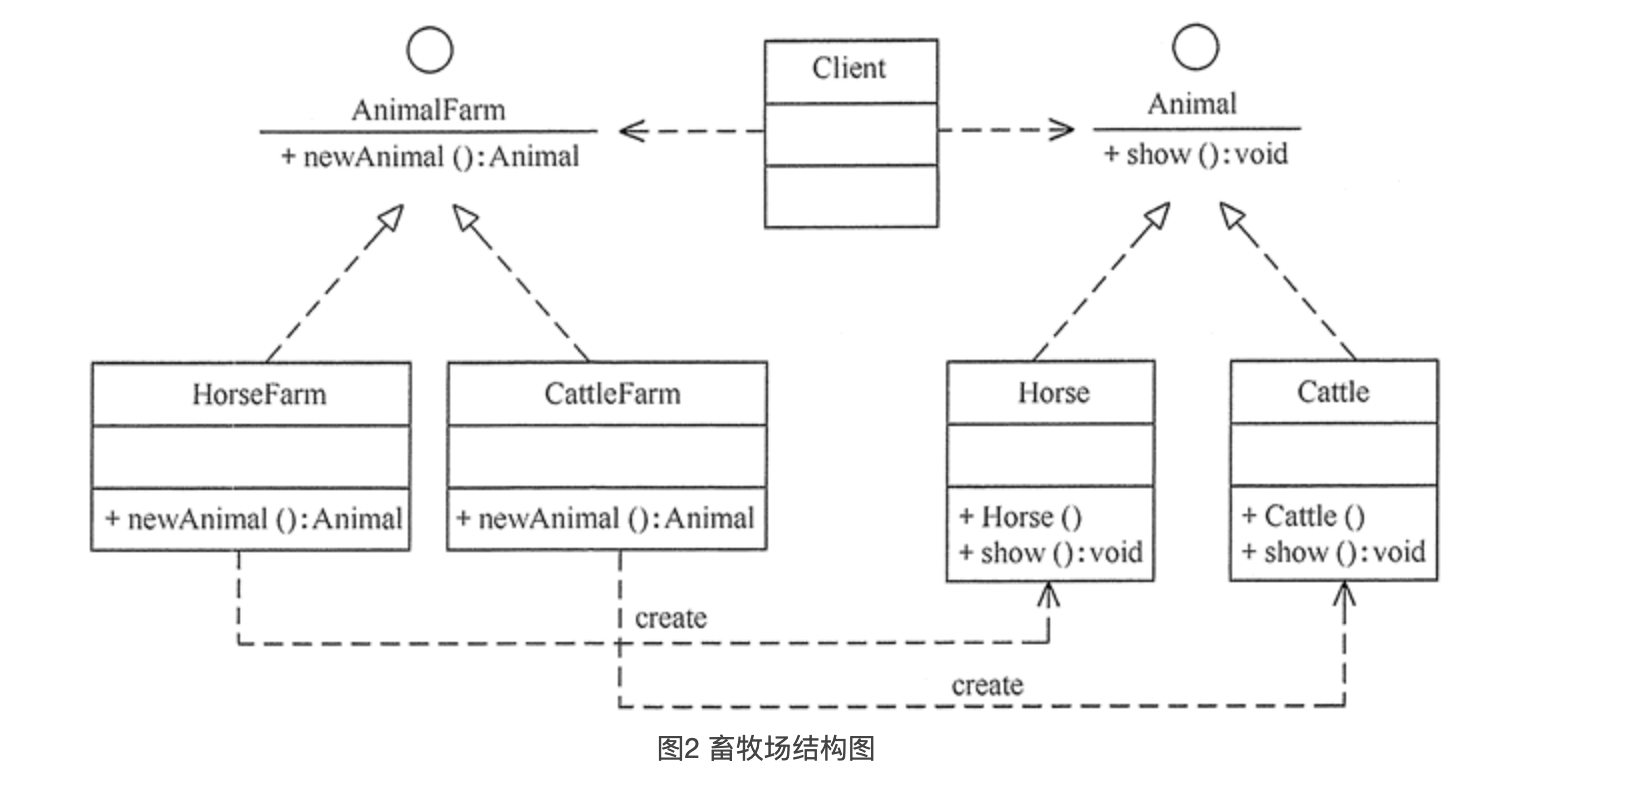 AnimalFarm
+ newAnimal ():Animal
Client
Animal
+ show ():void
HorseFarm
+ newAnimal ():Animal
CattleFarm
+ newAnimal ():Animal
Horse
+ Horse ()
+ show ():void
Cattle
+ Cattle ()
+ show ():void
create
create
图2 畜牧场结构图